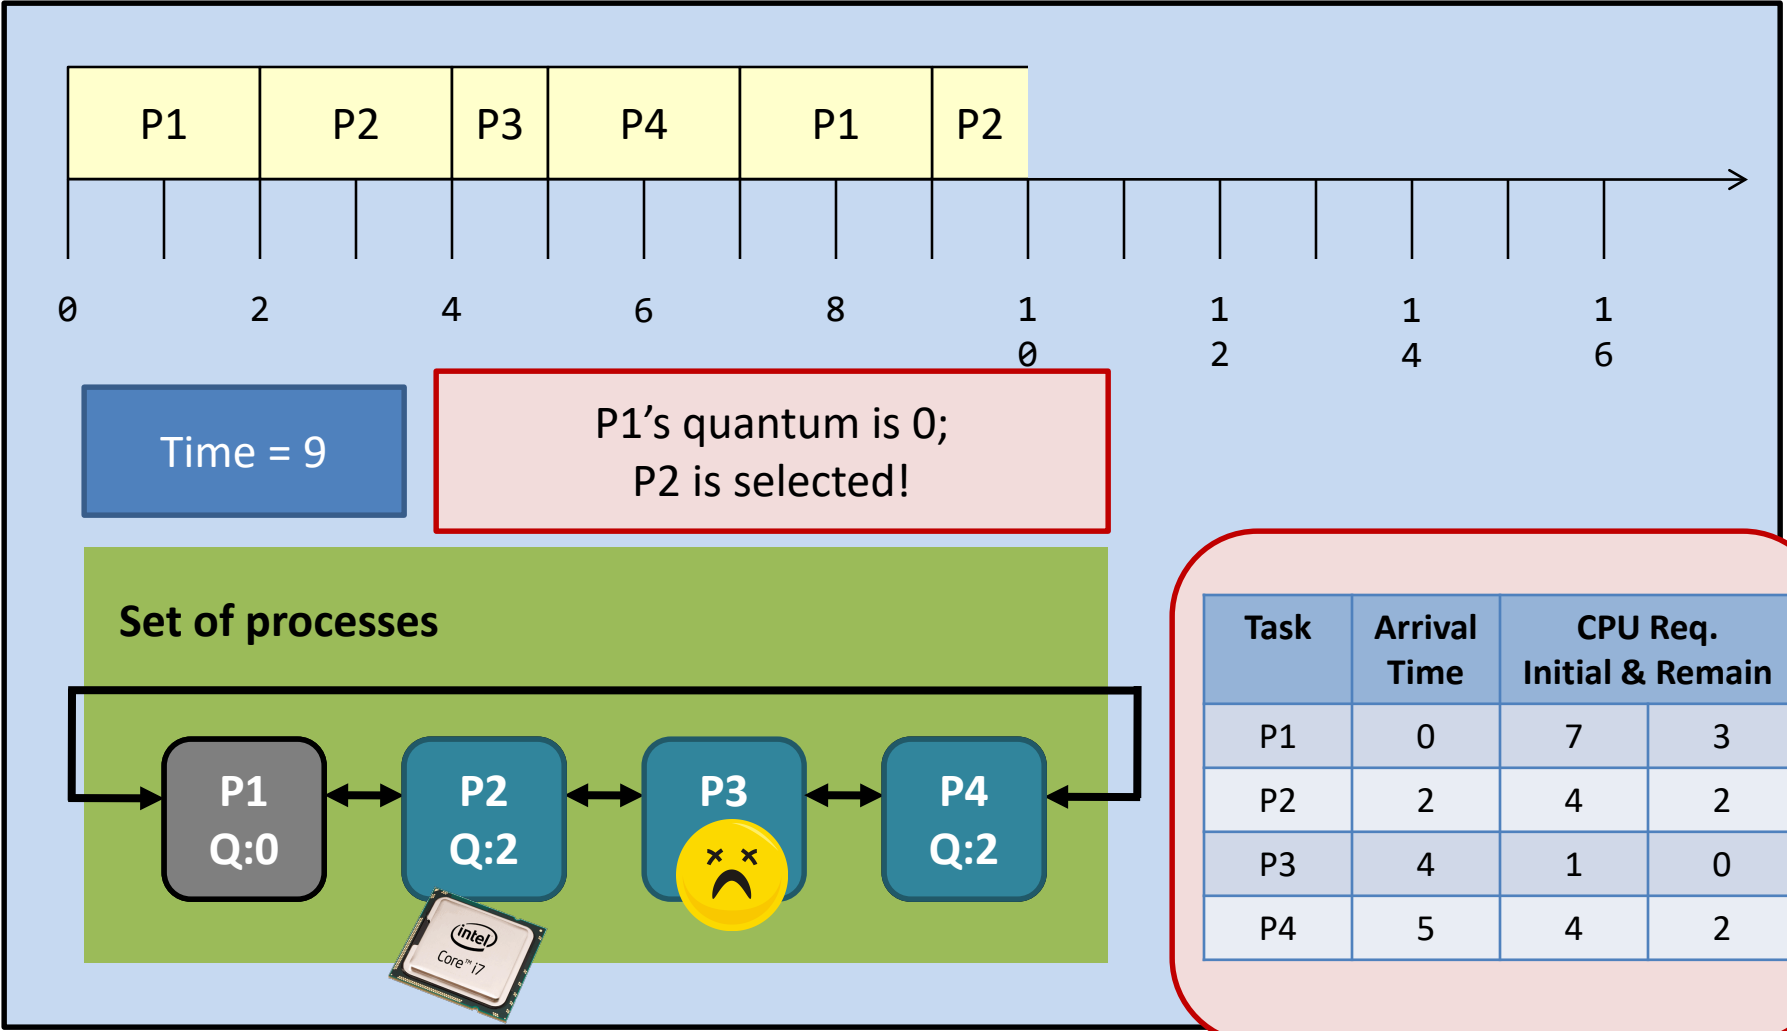 P1 P2 P3 P4 P1 P2
0 2 4 6 8 1 1 1 1
0 2 4 6
Time = 9
P1’s quantum is 0;
P2 is selected!
Set of processes
P1 P2 P3 P4
Q:0 Q:2 Q:2
intel
Core™ i7
Task Arrival CPU Req.
Time Initial & Remain
P1 0 7 3
P2 2 4 2
P3 4 1 0
P4 5 4 2